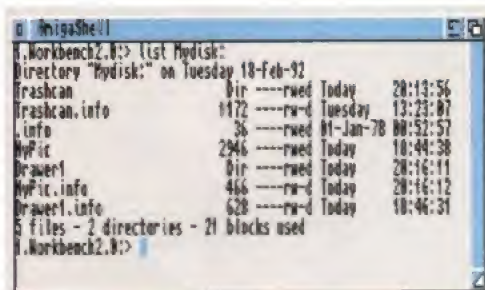 AmigaShell
1.Workbench2.0:> list Mydisk:
Directory "Mydisk:" on Tuesday 18-Feb-92
Trashcan Dir ----rwed Today 20:13:56
Trashcan.info 1172 ----rw-d Tuesday 13:23:07
.info 36 ----rwed 01-Jan-78 00:52:57
MyPic 2946 ----rwed Today 18:44:38
Drawer1 Dir ----rwed Today 20:16:11
MyPic.info 466 ----rw-d Today 20:16:12
Drawer1.info 628 ----rw-d Today 18:46:31
5 files - 2 directories - 21 blocks used
1.Workbench2.0:>